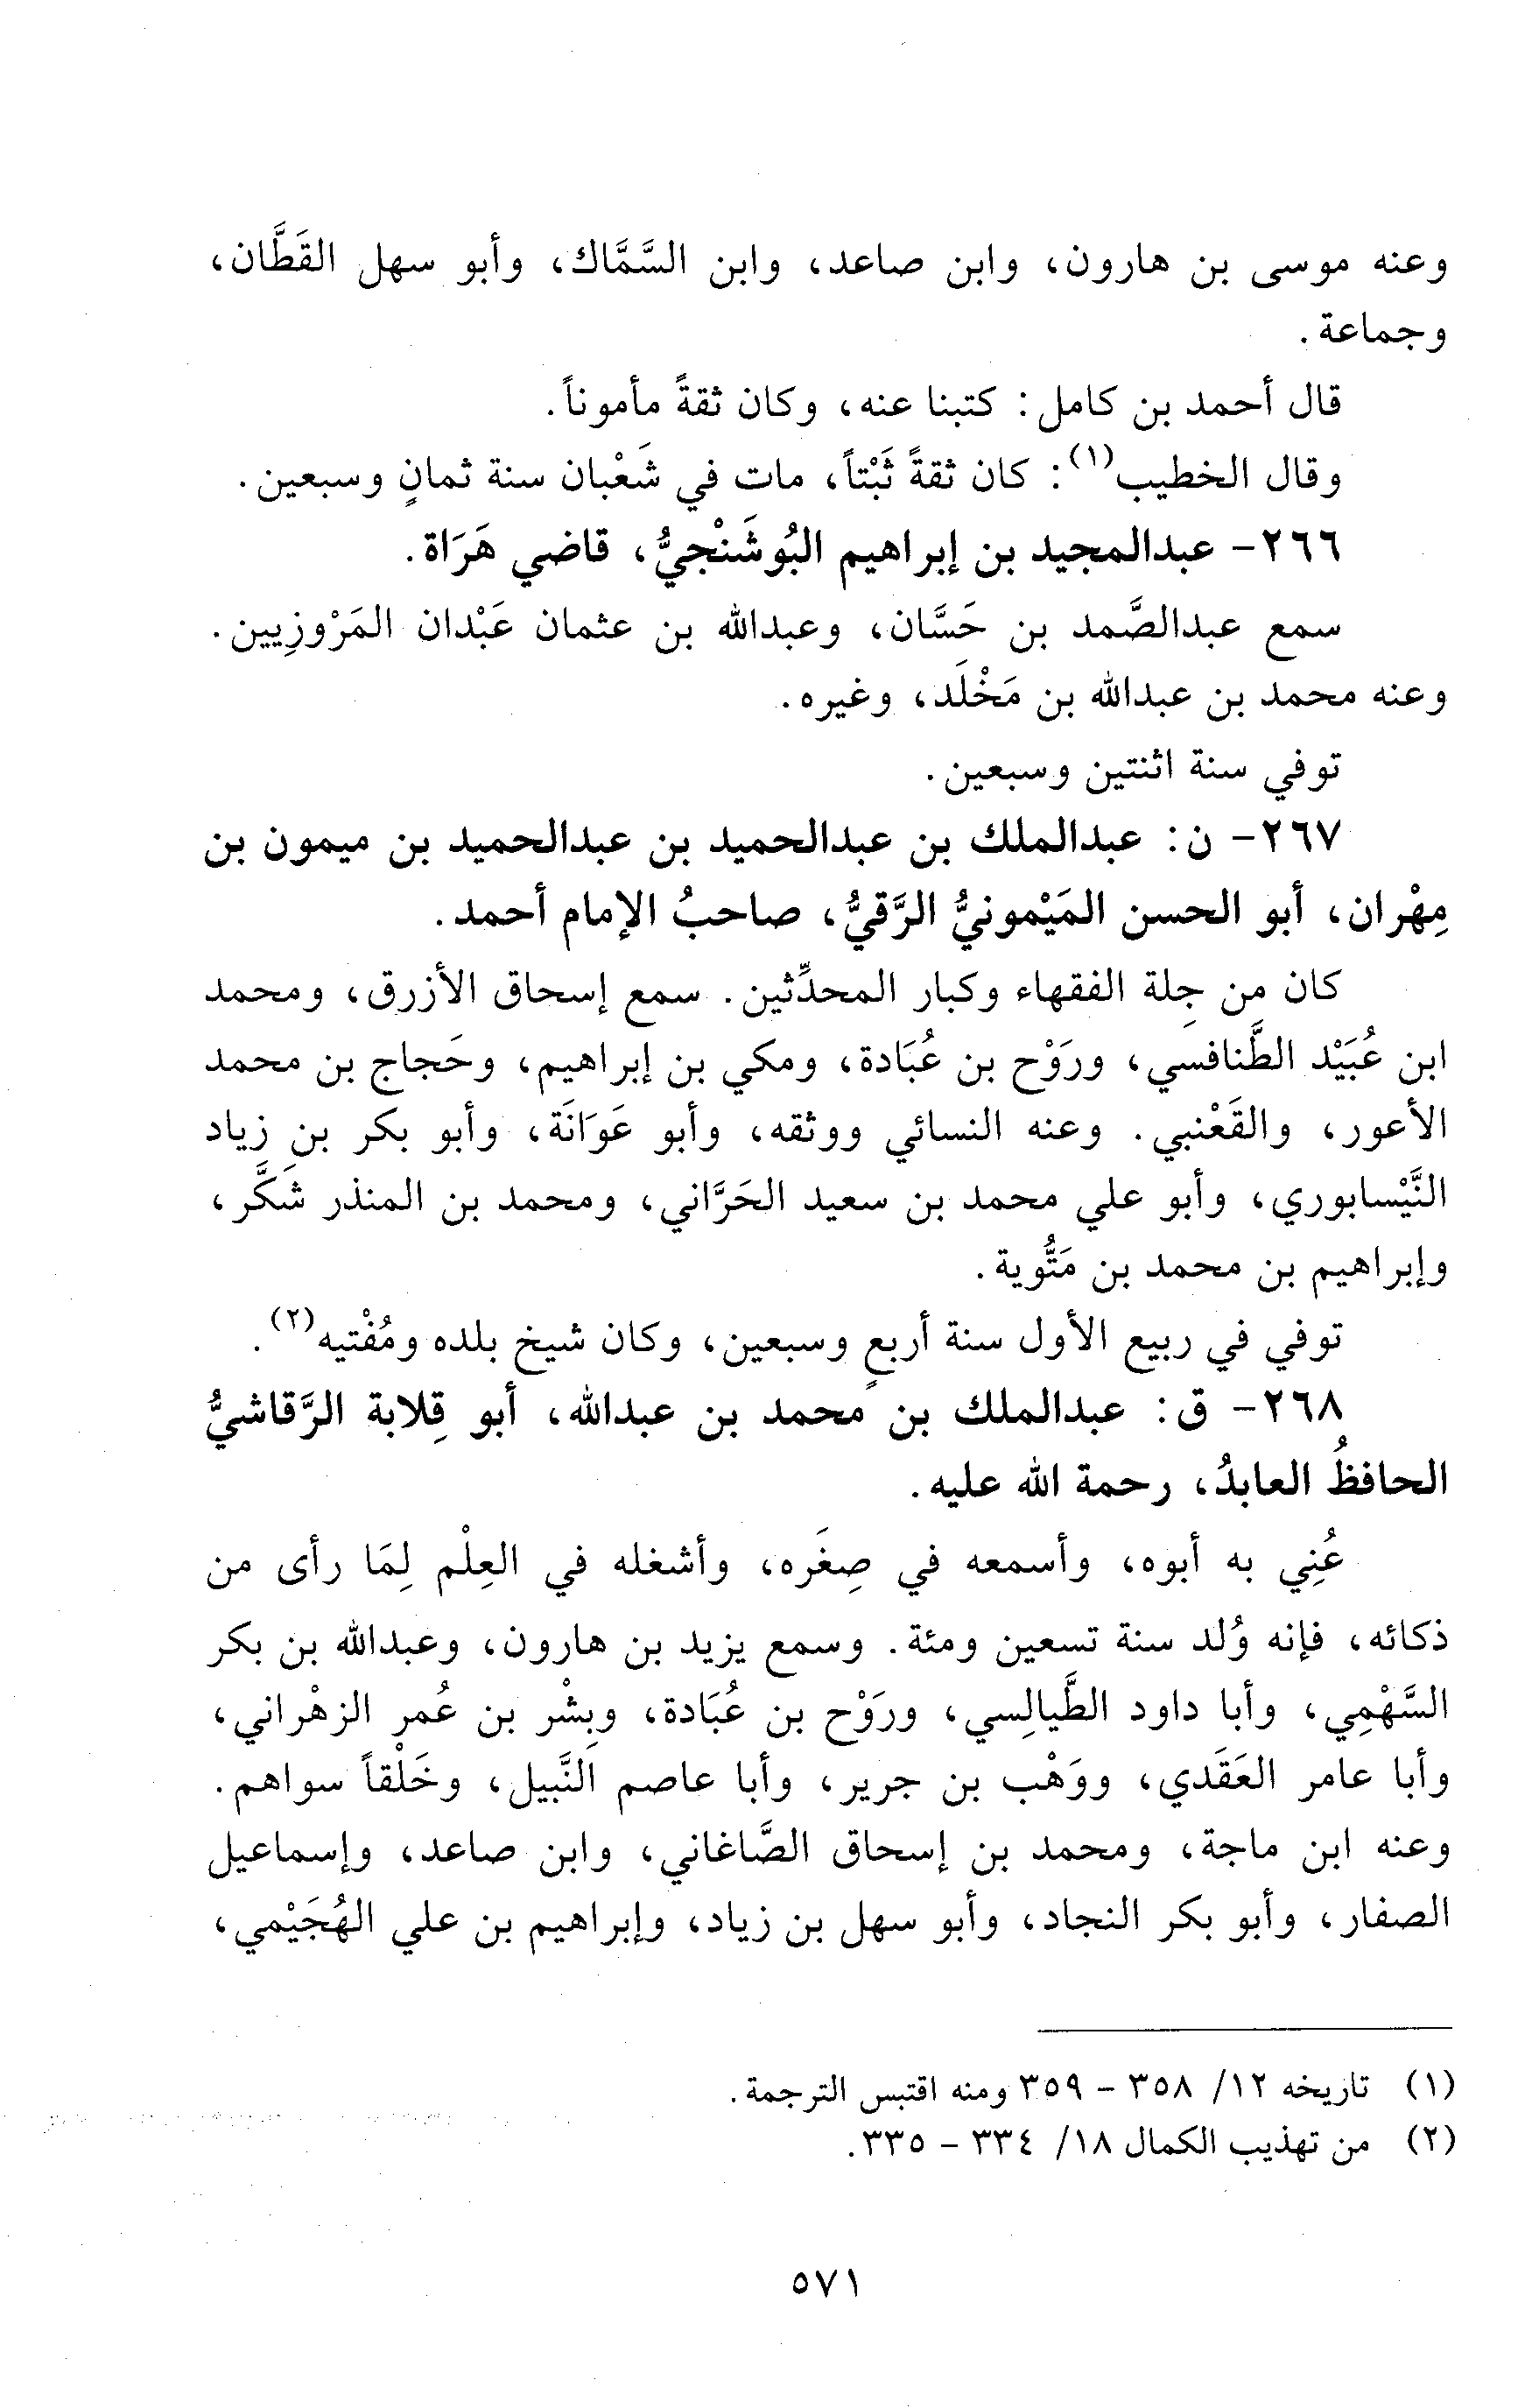 وعنه موسى بن هارون، وابن صاعد، وابن السَّمَّاك، وأبو سهل القَطَّان،
وجماعة.
قال أحمد بن كامل: كتبنا عنه، وكان ثقةً مأموناً.
وقال الخطيب(١): كان ثقةً ثَبْتاً، مات في شَعْبان سنة ثمانٍ وسبعين.
٢٦٦- عبدالمجيد بن إبراهيم البُوشَنْجيُّ، قاضي هَرَاة.
سمع عبدالصَّمد بن حَسَّان، وعبدالله بن عثمان عَبْدان المَرْوزِيين.
وعنه محمد بن عبدالله بن مَخْلَد، وغيره.
توفي سنة اثنتين وسبعين.
٢٦٧- ن: عبدالملك بن عبدالحميد بن عبدالحميد بن ميمون بن
مِهْران، أبو الحسن المَيْمونيُّ الرَّقيُّ، صاحبُ الإمام أحمد.
كان من جِلة الفقهاء وكبار المحدِّثين. سمع إسحاق الأزرق، ومحمد
ابن عُبَيْد الطَّنافسي، ورَوْح بن عُبَادة، ومكي بن إبراهيم، وحَجاج بن محمد
الأعور، والقَعْنبي. وعنه النسائي ووثقه، وأبو عَوَانَة، وأبو بكر بن زياد
النَّيْسابوري، وأبو علي محمد بن سعيد الحَرَّاني، ومحمد بن المنذر شَكَّر،
وإبراهيم بن محمد بن مَتُّوية.
توفي في ربيع الأول سنة أربعٍ وسبعين، وكان شيخ بلده ومُفْتيه(٢).
٢٦٨- ق: عبدالملك بن محمد بن عبدالله، أبو قِلابة الرَّقاشيُّ
الحافظُ العابدُ، رحمة الله عليه.
عُنِي به أبوه، وأسمعه في صِغَره، وأشغله في العِلْم لِمَا رأى من
ذكائه، فإنه وُلد سنة تسعين ومئة. وسمع يزيد بن هارون، وعبدالله بن بكر
السَّهْمِي، وأبا داود الطَّيالِسي، ورَوْح بن عُبَادة، وبِشْر بن عُمر الزهْراني،
وأبا عامر العَقَدي، ووَهْب بن جرير، وأبا عاصم النَّبيل، وخَلْقاً سواهم.
وعنه ابن ماجة، ومحمد بن إسحاق الصَّاغاني، وابن صاعد، وإسماعيل
الصفار، وأبو بكر النجاد، وأبو سهل بن زياد، وإبراهيم بن علي الهُجَيْمي،
(١) تاريخه ١٢/ ٣٥٨ - ٣٥٩ ومنه اقتبس الترجمة.
(٢) من تهذيب الكمال ١٨/ ٣٣٤ - ٣٣٥.
٥٧١